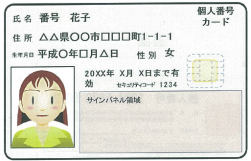 氏名 番号 花子
個人番号カード
住所 △△県○○市□□□町1-1-1
生年月日 平成○年□月△日 性別 女
20XX年 X月 X日まで有効
セキュリティコード 1234
サインパネル領域